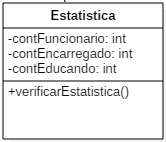 Estatistica
-contFuncionario: int
-contEncarregado: int
-contEducando: int
+verificarEstatistica()